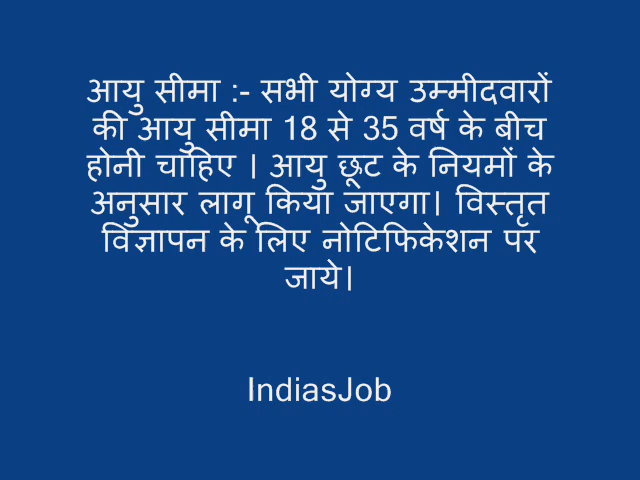 आयु सीमा :- सभी योग्य उम्मीदवारों
की आयु सीमा 18 से 35 वर्ष के बीच
होनी चाहिए । आयु छूट के नियमों के
अनुसार लागू किया जाएगा। विस्तृत
विज्ञापन के लिए नोटिफिकेशन पर
जाये।
IndiasJob